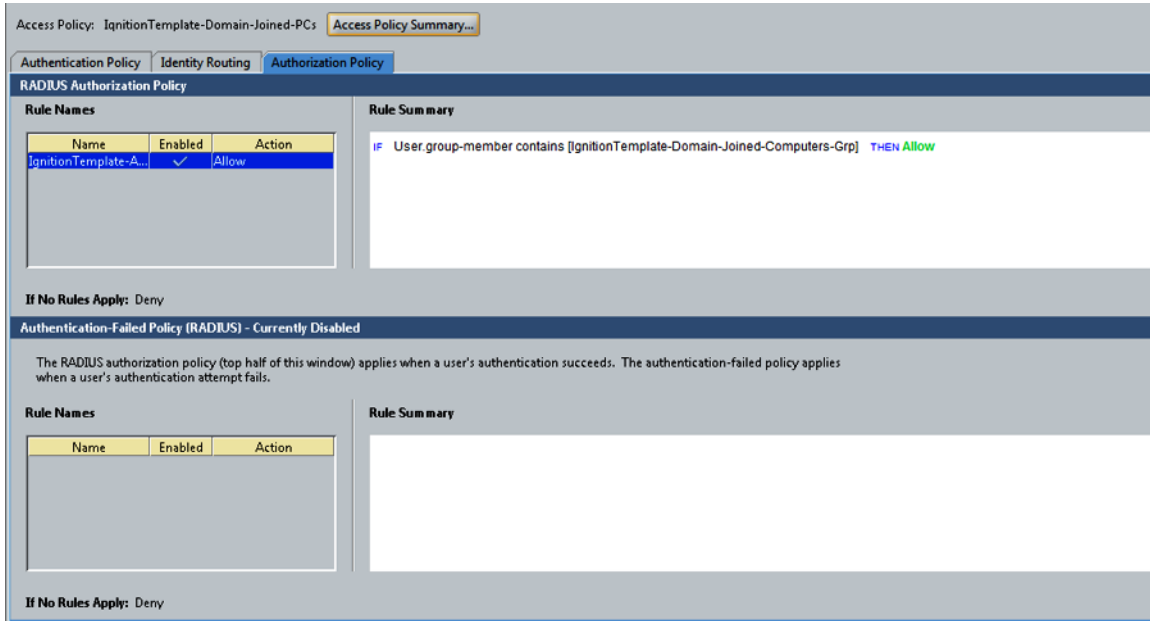 Access Policy: IgnitionTemplate-Domain-Joined-PCs Access Policy Summary...
Authentication Policy Identity Routing Authorization Policy
RADIUS Authorization Policy
Rule Names Rule Summary
Name Enabled Action
IgnitionTemplate-A... Allow
IF User.group-member contains [IgnitionTemplate-Domain-Joined-Computers-Grp] THEN Allow
If No Rules Apply: Deny
Authentication-Failed Policy (RADIUS) - Currently Disabled
The RADIUS authorization policy (top half of this window) applies when a user's authentication succeeds. The authentication-failed policy applies
when a user's authentication attempt fails.
Rule Names Rule Summary
Name Enabled Action
If No Rules Apply: Deny